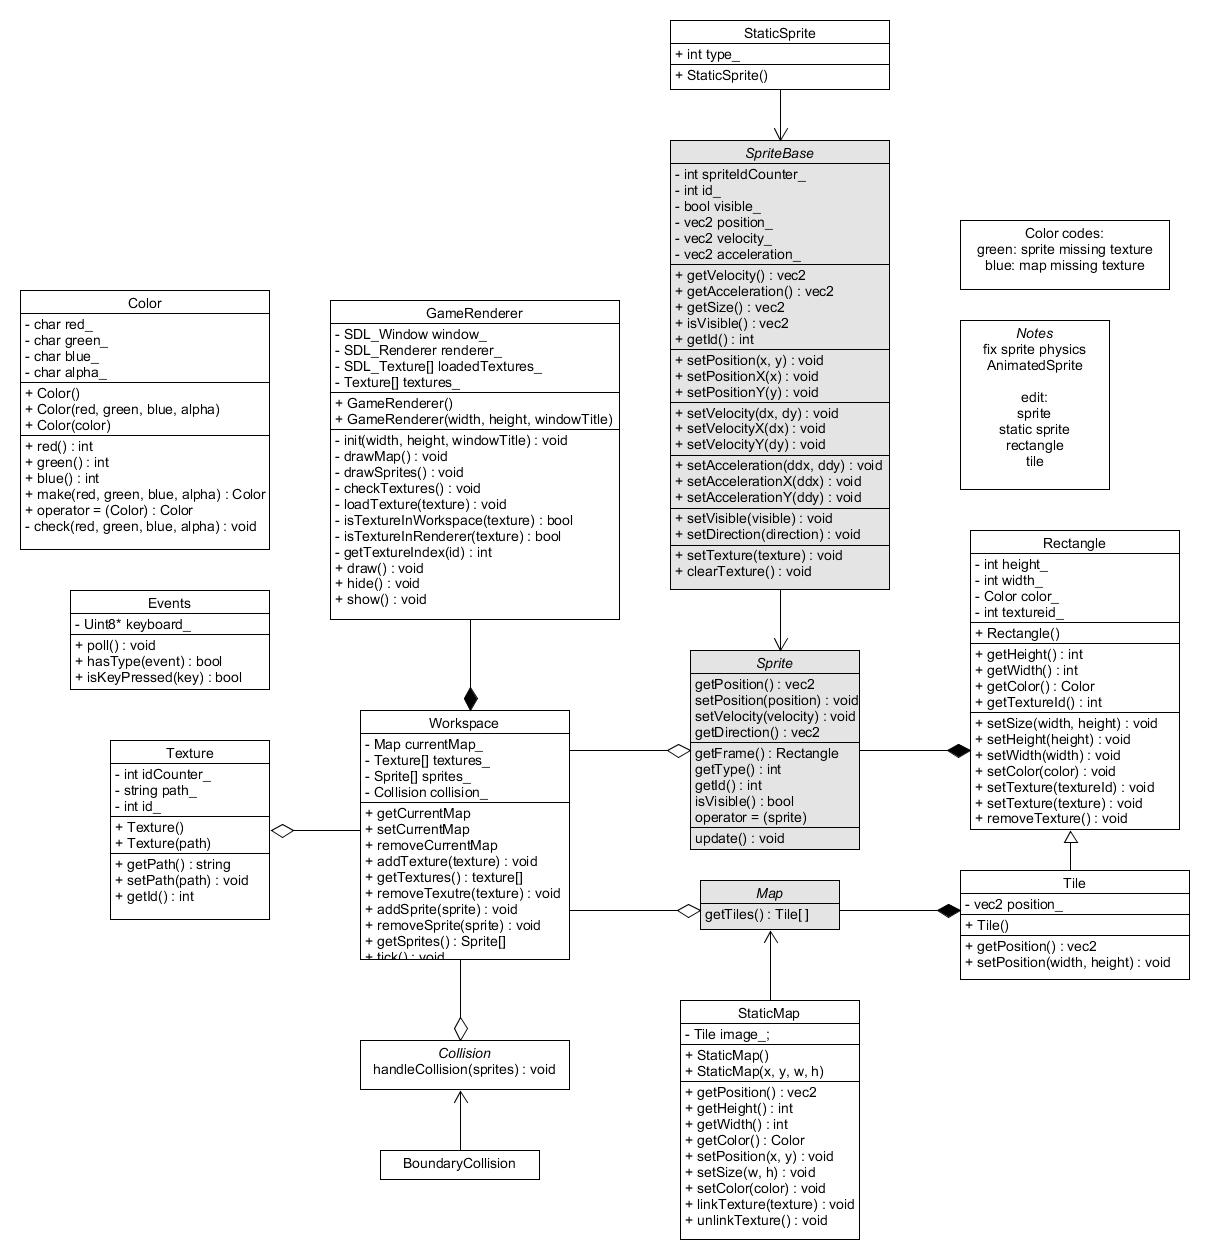 StaticSprite
+ int type_
+ StaticSprite()
SpriteBase
- int spriteIdCounter_
- int id_
- bool visible_
- vec2 position_
- vec2 velocity_
- vec2 acceleration_
+ getVelocity() : vec2
+ getAcceleration() : vec2
+ getSize() : vec2
+ isVisible() : vec2
+ getId() : int
+ setPosition(x, y) : void
+ setPositionX(x) : void
+ setPositionY(y) : void
+ setVelocity(dx, dy) : void
+ setVelocityX(dx) : void
+ setVelocityY(dy) : void
+ setAcceleration(ddx, ddy) : void
+ setAccelerationX(ddx) : void
+ setAccelerationY(ddy) : void
+ setVisible(visible) : void
+ setDirection(direction) : void
+ setTexture(texture) : void
+ clearTexture() : void
Color codes:
green: sprite missing texture
blue: map missing texture
Notes
fix sprite physics
AnimatedSprite
edit:
sprite
static sprite
rectangle
tile
Color
- char red_
- char green_
- char blue_
- char alpha_
+ Color()
+ Color(red, green, blue, alpha)
+ Color(color)
+ red() : int
+ green() : int
+ blue() : int
+ make(red, green, blue, alpha) : Color
+ operator = (Color) : Color
- check(red, green, blue, alpha) : void
GameRenderer
- SDL_Window window_
- SDL_Renderer renderer_
- SDL_Texture[] loadedTextures_
- Texture[] textures_
+ GameRenderer()
+ GameRenderer(width, height, windowTitle)
- init(width, height, windowTitle) : void
- drawMap() : void
- drawSprites() : void
- checkTextures() : void
- loadTexture(texture) : void
- isTextureInWorkspace(texture) : bool
- isTextureInRenderer(texture) : bool
- getTextureIndex(id) : int
+ draw() : void
+ hide() : void
+ show() : void
Events
- Uint8* keyboard_
+ poll() : void
+ hasType(event) : bool
+ isKeyPressed(key) : bool
Rectangle
- int height_
- int width_
- Color color_
- int textureid_
+ Rectangle()
+ getHeight() : int
+ getWidth() : int
+ getColor() : Color
+ getTextureId() : int
+ setSize(width, height) : void
+ setHeight(height) : void
+ setWidth(width) : void
+ setColor(color) : void
+ setTexture(textureId) : void
+ setTexture(texture) : void
+ removeTexture() : void
Sprite
getPosition() : vec2
setPosition(position) : void
setVelocity(velocity) : void
getDirection() : vec2
getFrame() : Rectangle
getType() : int
getId() : int
isVisible() : bool
operator = (sprite)
update() : void
Workspace
- Map currentMap_
- Texture[] textures_
- Sprite[] sprites_
- Collision collision_
+ getCurrentMap
+ setCurrentMap
+ removeCurrentMap
+ addTexture(texture) : void
+ getTextures() : texture[]
+ removeTexutre(texture) : void
+ addSprite(sprite) : void
+ removeSprite(sprite) : void
+ getSprites() : Sprite[]
+ tick() : void
Texture
- int idCounter_
- string path_
- int id_
+ Texture()
+ Texture(path)
+ getPath() : string
+ setPath(path) : void
+ getId() : int
Map
getTiles() : Tile[ ]
Tile
- vec2 position_
+ Tile()
+ getPosition() : vec2
+ setPosition(width, height) : void
Collision
handleCollision(sprites) : void
BoundaryCollision
StaticMap
- Tile image_;
+ StaticMap()
+ StaticMap(x, y, w, h)
+ getPosition() : vec2
+ getHeight() : int
+ getWidth() : int
+ getColor() : Color
+ setPosition(x, y) : void
+ setSize(w, h) : void
+ setColor(color) : void
+ linkTexture(texture) : void
+ unlinkTexture() : void